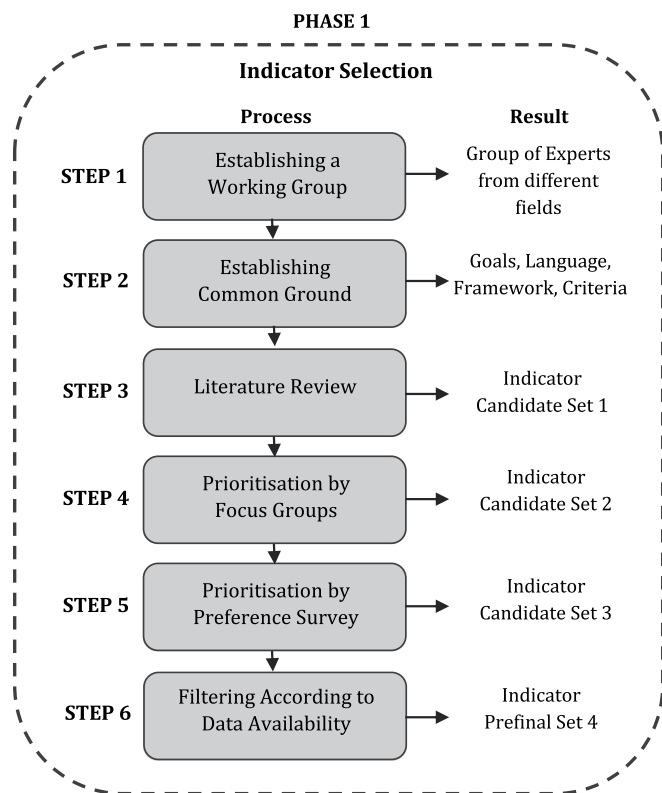 PHASE 1
Indicator Selection
Process
Result
STEP 1
Establishing a
Working Group
Group of Experts
from different
fields
STEP 2
Establishing
Common Ground
Goals, Language,
Framework, Criteria
STEP 3
Literature Review
Indicator
Candidate Set 1
STEP 4
Prioritisation by
Focus Groups
Indicator
Candidate Set 2
STEP 5
Prioritisation by
Preference Survey
Indicator
Candidate Set 3
STEP 6
Filtering According to
Data Availability
Indicator
Prefinal Set 4